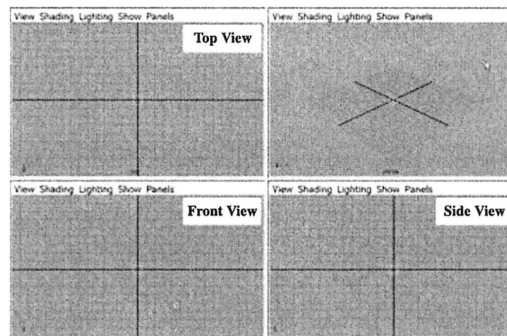 View Shading Lighting Show Panels
Top View
View Shading Lighting Show Panels
persp
View Shading Lighting Show Panels
Front View
View Shading Lighting Show Panels
Side View